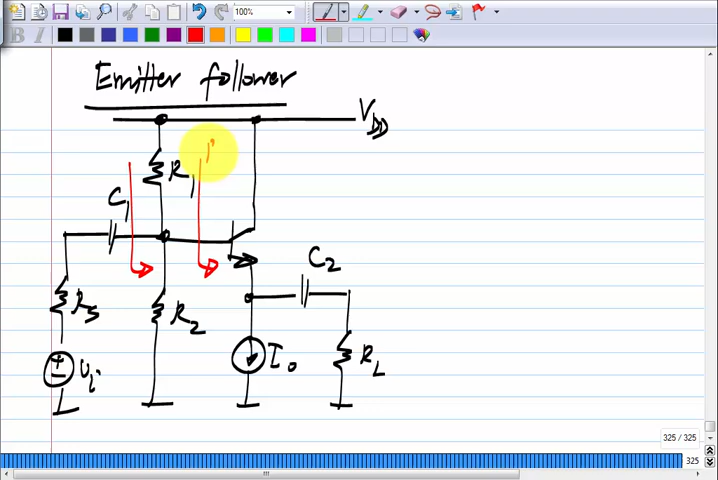 100%
B I
Emitter follower
VDD
R1
C1
C2
RS
R2
Vi
I0
RL
325 / 325
325